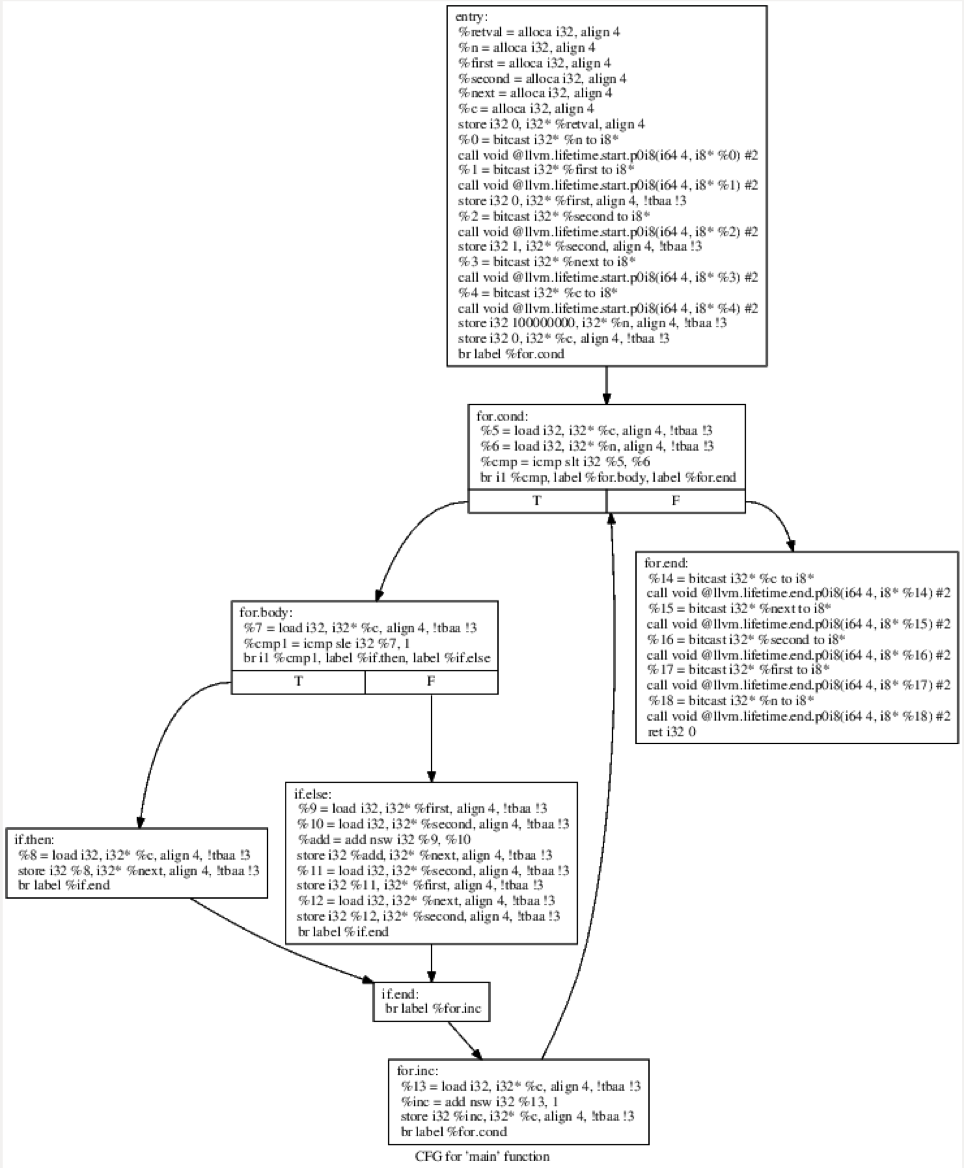 entry:
%retval = alloca i32, align 4
%n = alloca i32, align 4
%first = alloca i32, align 4
%second = alloca i32, align 4
%next = alloca i32, align 4
%c = alloca i32, align 4
store i32 0, i32* %retval, align 4
%0 = bitcast i32* %n to i8*
call void @llvm.lifetime.start.p0i8(i64 4, i8* %0) #2
%1 = bitcast i32* %first to i8*
call void @llvm.lifetime.start.p0i8(i64 4, i8* %1) #2
store i32 0, i32* %first, align 4, !tbaa !3
%2 = bitcast i32* %second to i8*
call void @llvm.lifetime.start.p0i8(i64 4, i8* %2) #2
store i32 1, i32* %second, align 4, !tbaa !3
%3 = bitcast i32* %next to i8*
call void @llvm.lifetime.start.p0i8(i64 4, i8* %3) #2
%4 = bitcast i32* %c to i8*
call void @llvm.lifetime.start.p0i8(i64 4, i8* %4) #2
store i32 100000000, i32* %n, align 4, !tbaa !3
store i32 0, i32* %c, align 4, !tbaa !3
br label %for.cond
for.cond:
%5 = load i32, i32* %c, align 4, !tbaa !3
%6 = load i32, i32* %n, align 4, !tbaa !3
%cmp = icmp slt i32 %5, %6
br i1 %cmp, label %for.body, label %for.end
T F
for.end:
%14 = bitcast i32* %c to i8*
call void @llvm.lifetime.end.p0i8(i64 4, i8* %14) #2
%15 = bitcast i32* %next to i8*
call void @llvm.lifetime.end.p0i8(i64 4, i8* %15) #2
%16 = bitcast i32* %second to i8*
call void @llvm.lifetime.end.p0i8(i64 4, i8* %16) #2
%17 = bitcast i32* %first to i8*
call void @llvm.lifetime.end.p0i8(i64 4, i8* %17) #2
%18 = bitcast i32* %n to i8*
call void @llvm.lifetime.end.p0i8(i64 4, i8* %18) #2
ret i32 0
for.body:
%7 = load i32, i32* %c, align 4, !tbaa !3
%cmp1 = icmp sle i32 %7, 1
br i1 %cmp1, label %if.then, label %if.else
T F
if.then:
%8 = load i32, i32* %c, align 4, !tbaa !3
store i32 %8, i32* %next, align 4, !tbaa !3
br label %if.end
if.else:
%9 = load i32, i32* %first, align 4, !tbaa !3
%10 = load i32, i32* %second, align 4, !tbaa !3
%add = add nsw i32 %9, %10
store i32 %add, i32* %next, align 4, !tbaa !3
%11 = load i32, i32* %second, align 4, !tbaa !3
store i32 %11, i32* %first, align 4, !tbaa !3
%12 = load i32, i32* %next, align 4, !tbaa !3
store i32 %12, i32* %second, align 4, !tbaa !3
br label %if.end
if.end:
br label %for.inc
for.inc:
%13 = load i32, i32* %c, align 4, !tbaa !3
%inc = add nsw i32 %13, 1
store i32 %inc, i32* %c, align 4, !tbaa !3
br label %for.cond
CFG for 'main' function